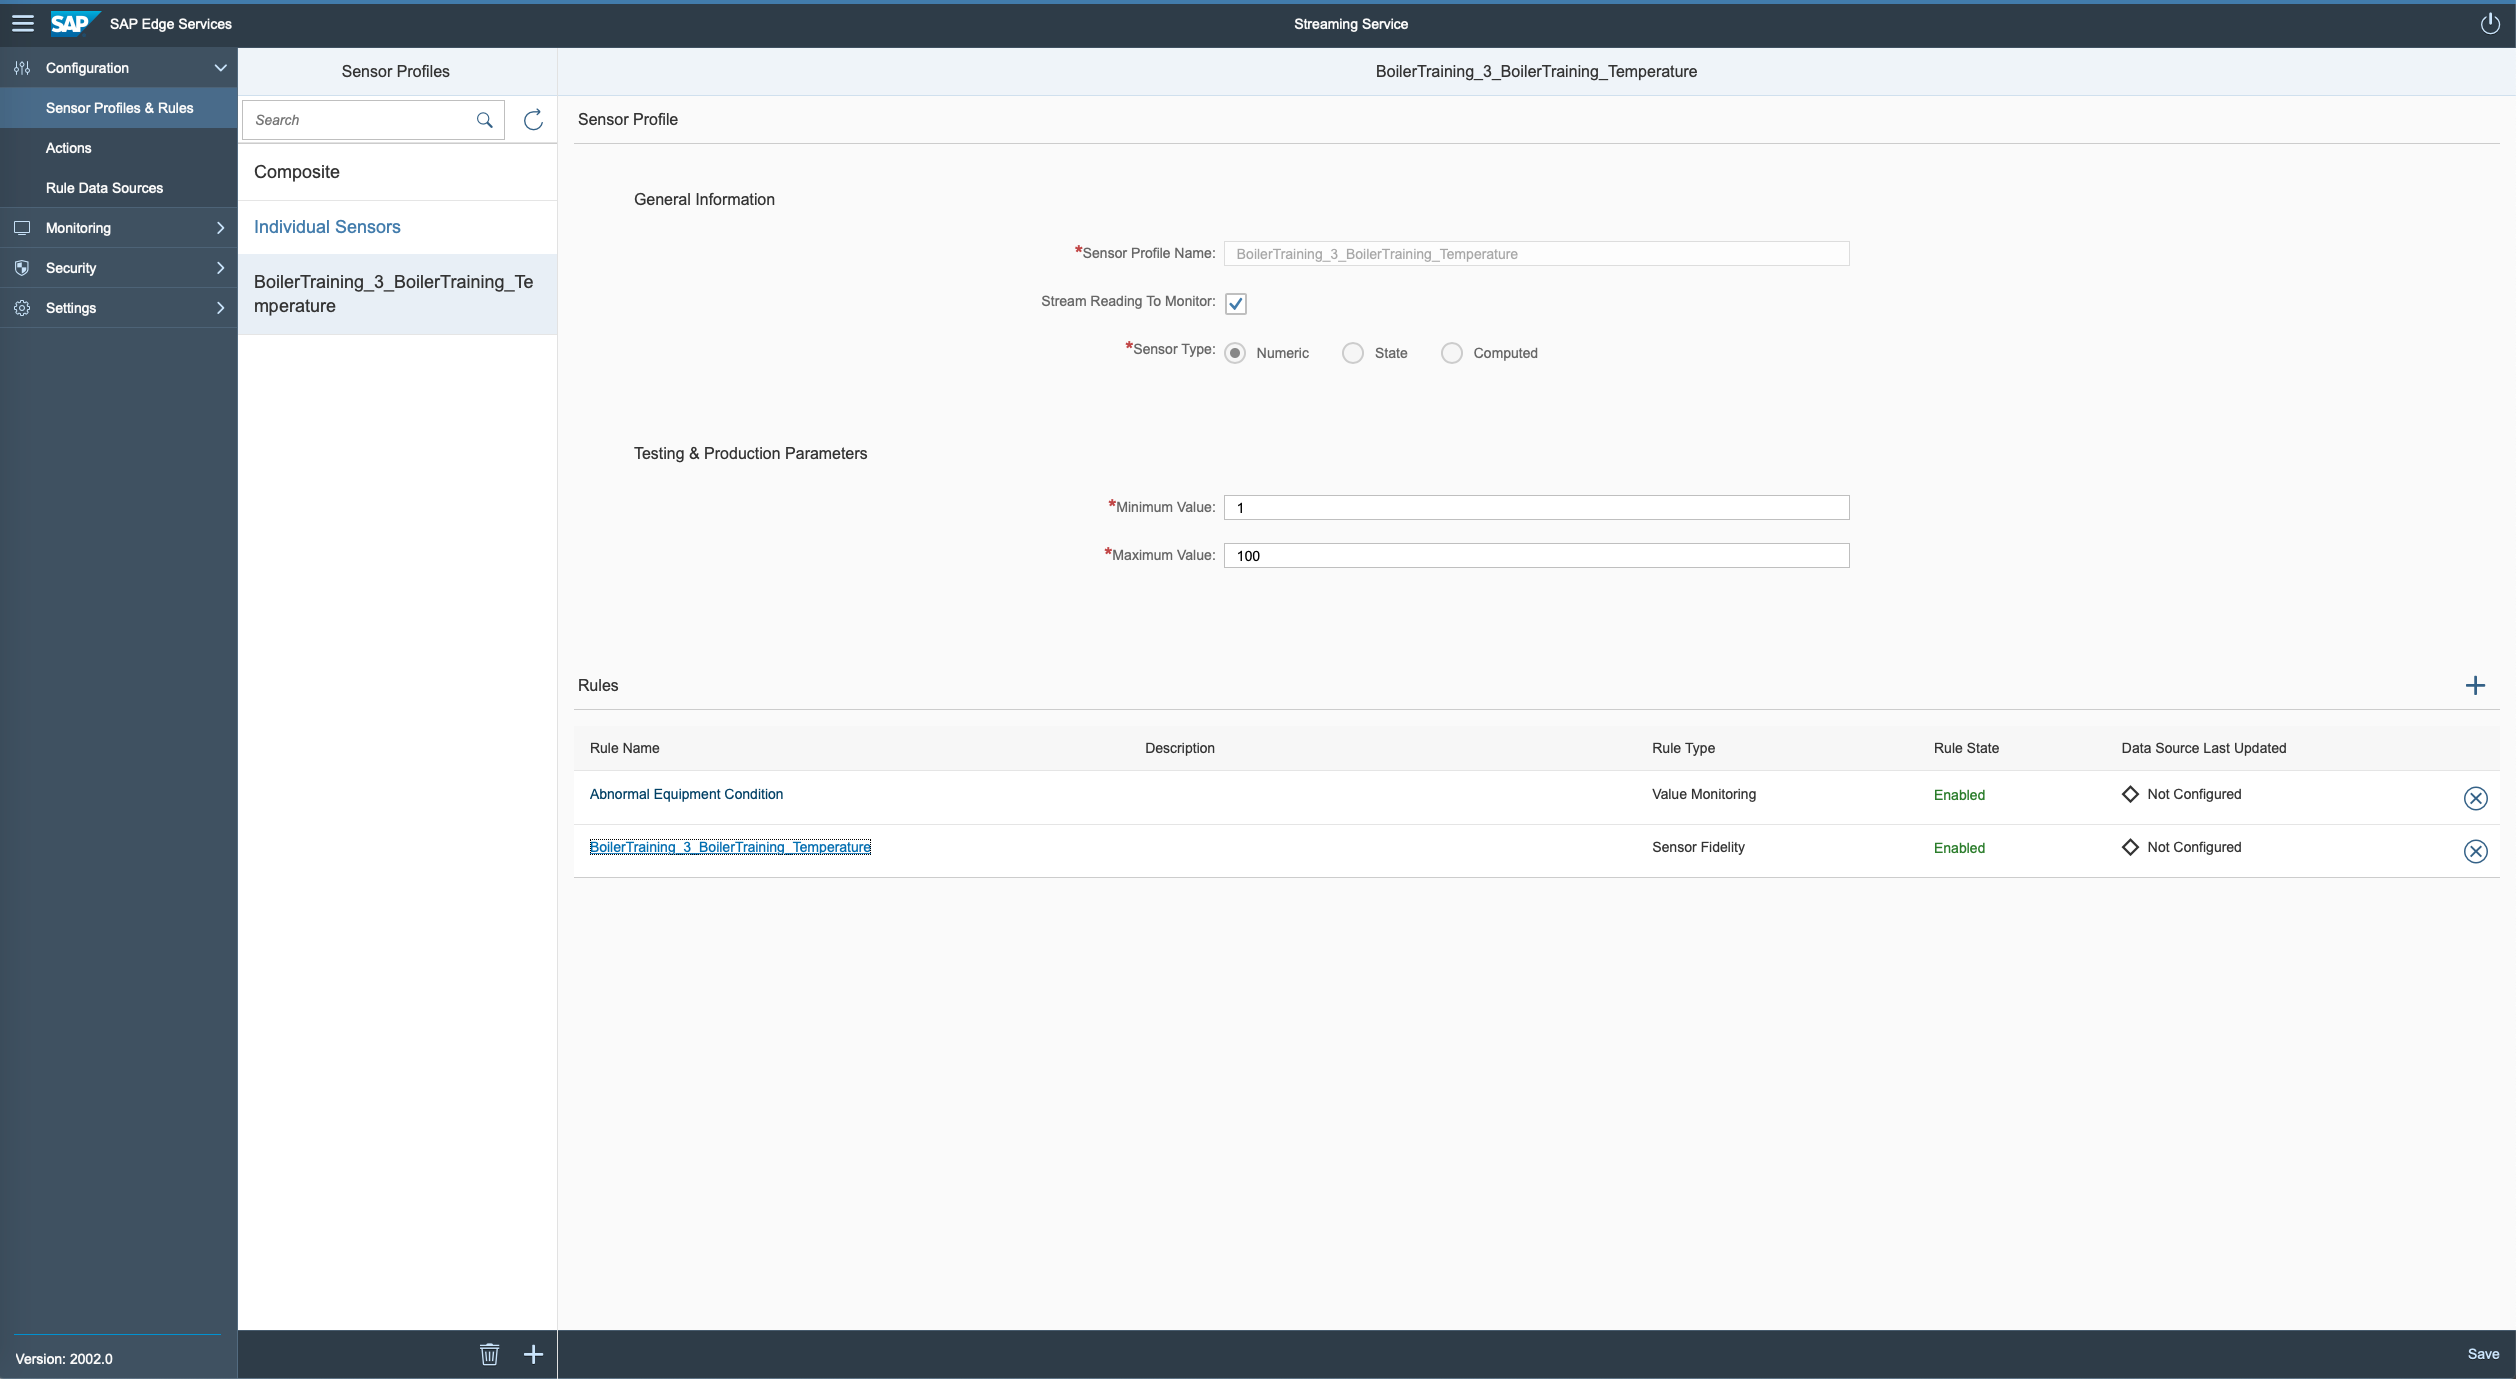 SAP SAP Edge Services
Streaming Service
Configuration
Sensor Profiles & Rules
Actions
Rule Data Sources
Monitoring
Security
Settings
Version: 2002.0
Sensor Profiles
Search
Composite
Individual Sensors
BoilerTraining_3_BoilerTraining_Te
mperature
BoilerTraining_3_BoilerTraining_Temperature
Sensor Profile
General Information
*Sensor Profile Name: BoilerTraining_3_BoilerTraining_Temperature
Stream Reading To Monitor:
*Sensor Type: Numeric State Computed
Testing & Production Parameters
*Minimum Value: 1
*Maximum Value: 100
Rules
Rule Name Description Rule Type Rule State Data Source Last Updated
Abnormal Equipment Condition Value Monitoring Enabled Not Configured
BoilerTraining_3_BoilerTraining_Temperature Sensor Fidelity Enabled Not Configured
Save